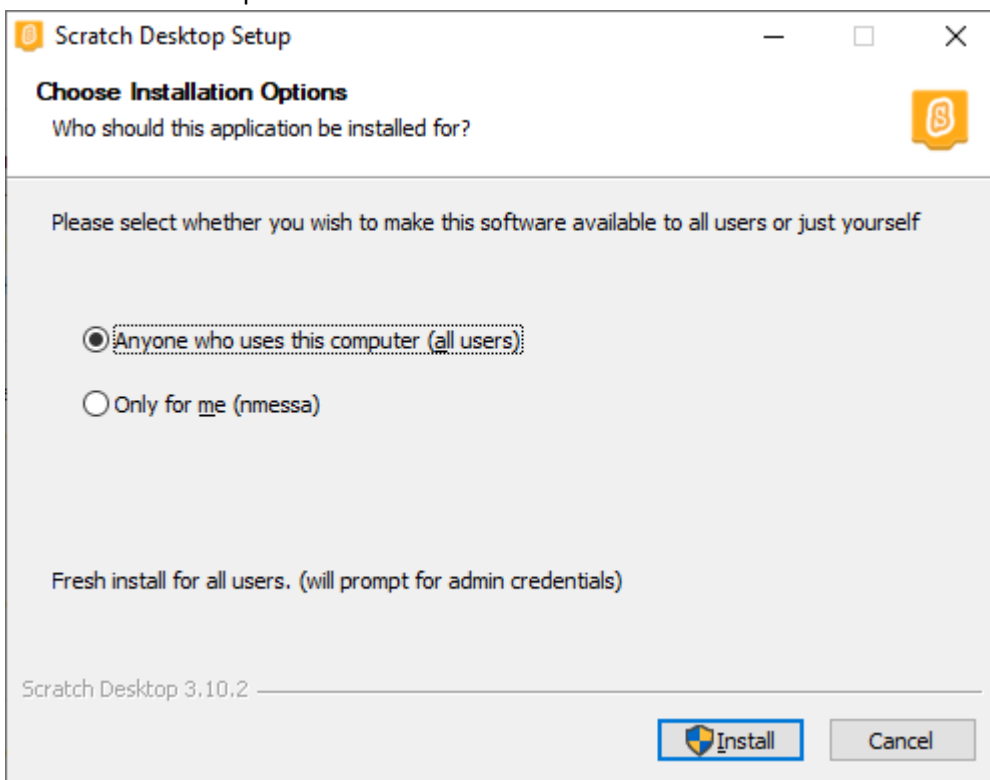 Scratch Desktop Setup
Choose Installation Options
Who should this application be installed for?
Please select whether you wish to make this software available to all users or just yourself
Anyone who uses this computer (all users)
Only for me (nmessa)
Fresh install for all users. (will prompt for admin credentials)
Scratch Desktop 3.10.2
Install Cancel